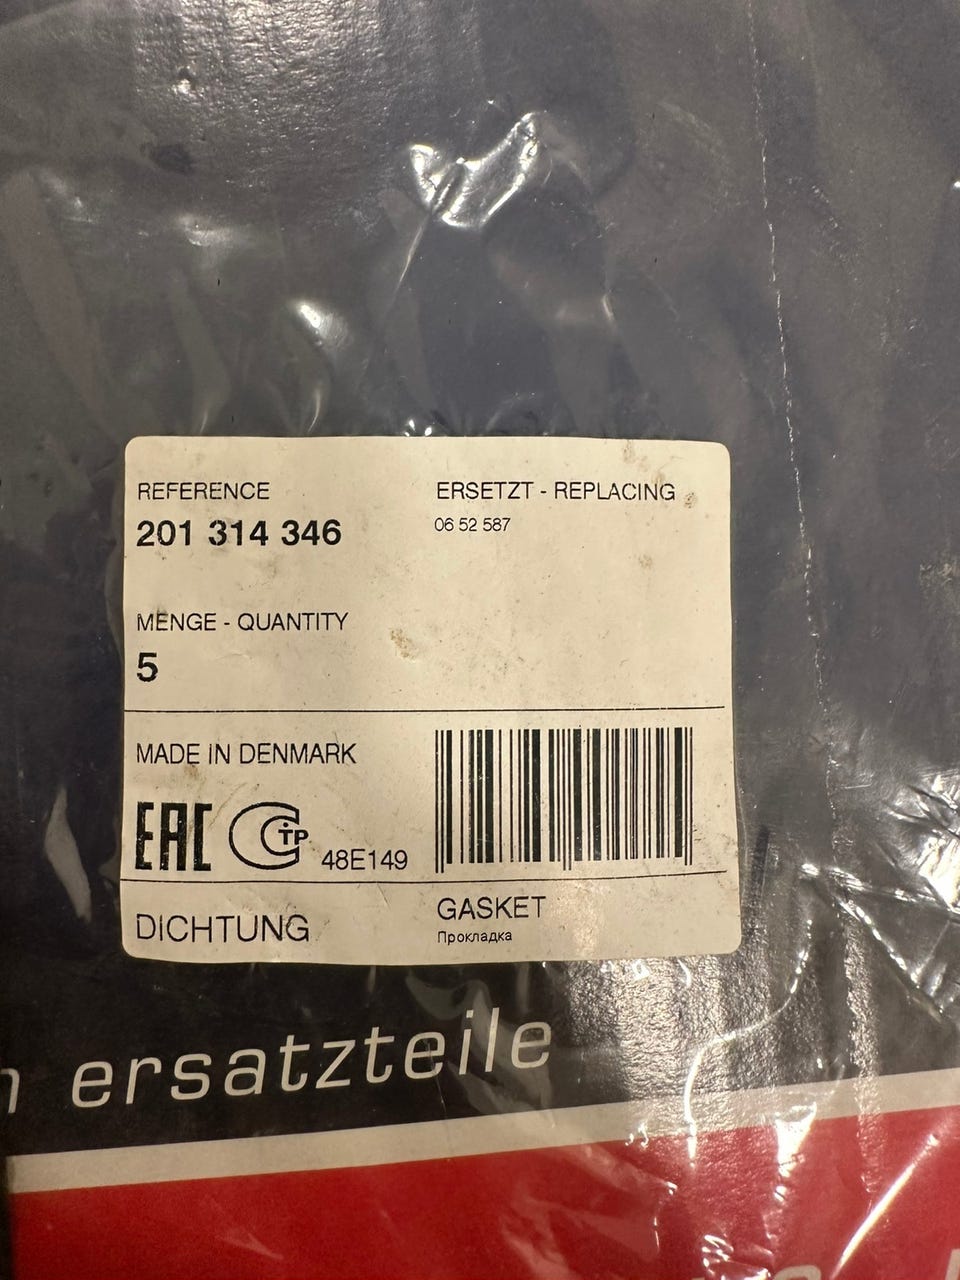 REFERENCE
201 314 346
ERSETZT - REPLACING
06 52 587
MENGE - QUANTITY
5
MADE IN DENMARK
EAC
СТР
48E149
DICHTUNG
GASKET
Прокладка
ersatzteile